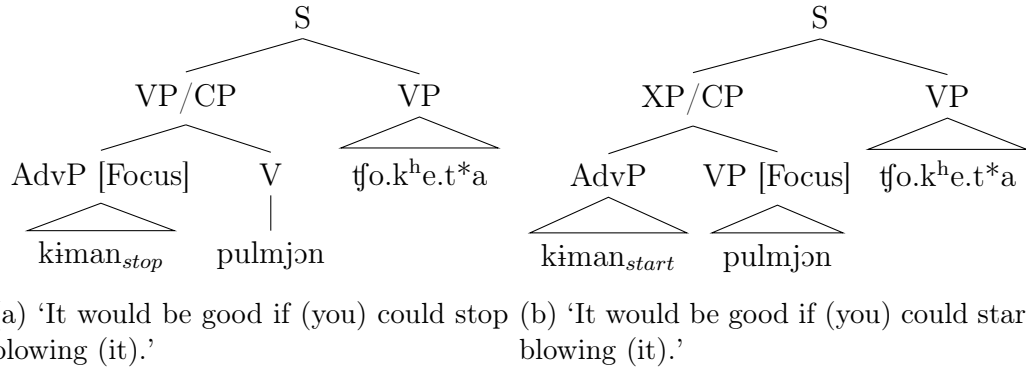 S S
VP/CP VP XP/CP VP
AdvP [Focus] V ʧo.kʰe.t*a AdvP VP [Focus] ʧo.kʰe.t*a
kɨman_stop pulmjɔn kɨman_start pulmjɔn
a) ‘It would be good if (you) could stop (b) ‘It would be good if (you) could star
blowing (it).’ blowing (it).’